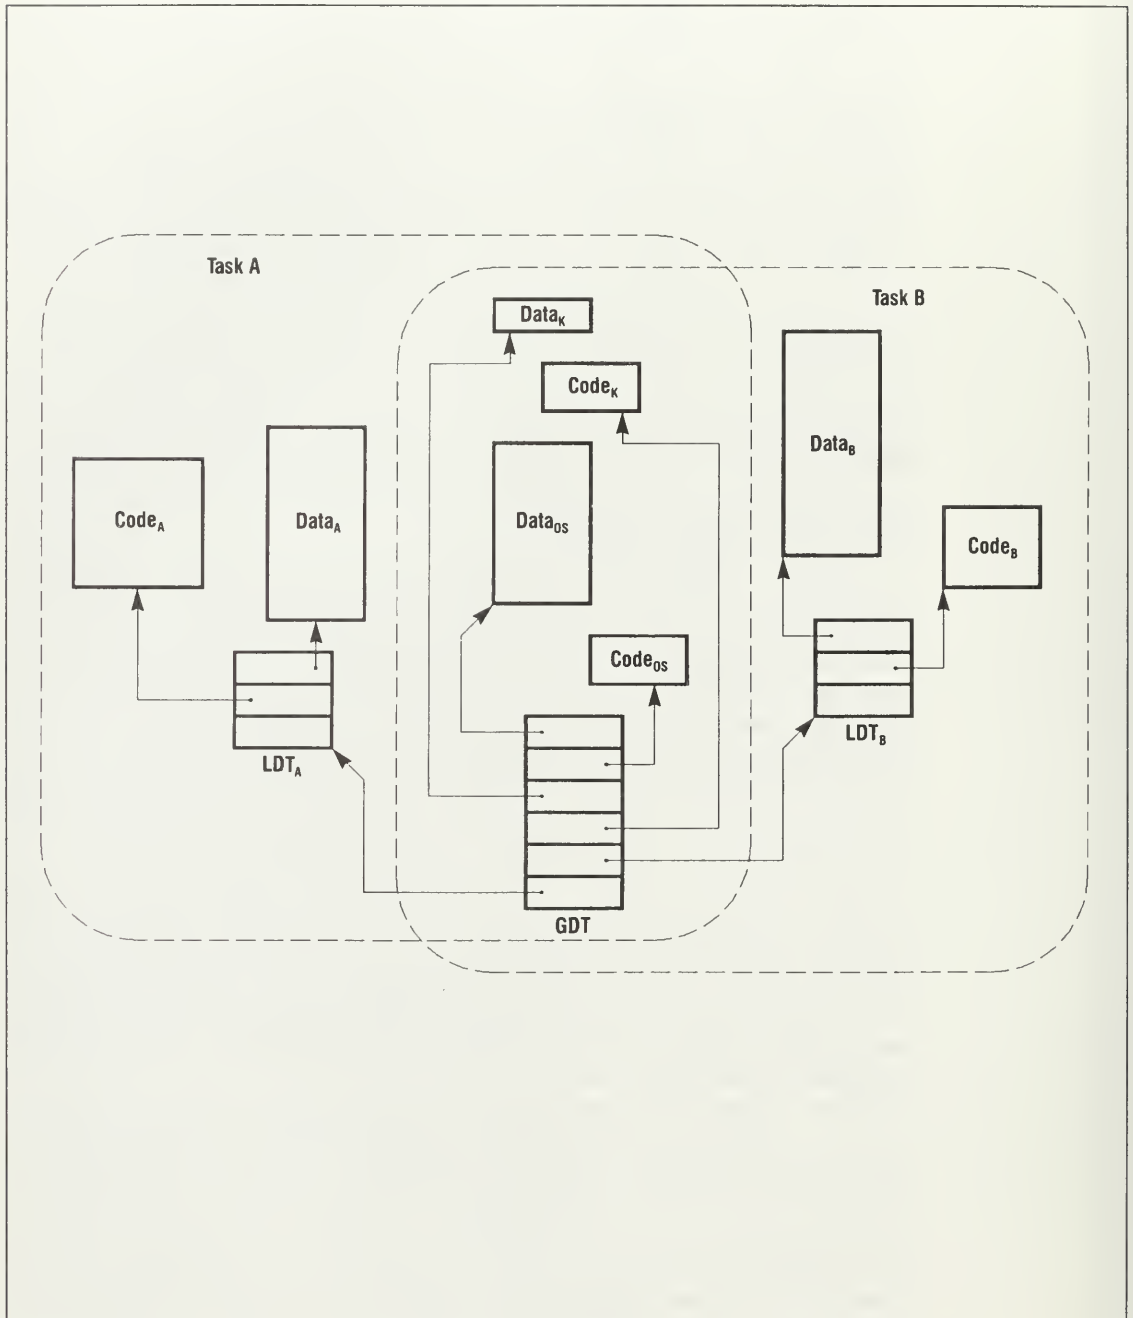 Task A
Task B
Data_K
Code_K
Data_B
Code_A
Data_A
Data_OS
Code_B
Code_OS
LDT_A
LDT_B
GDT